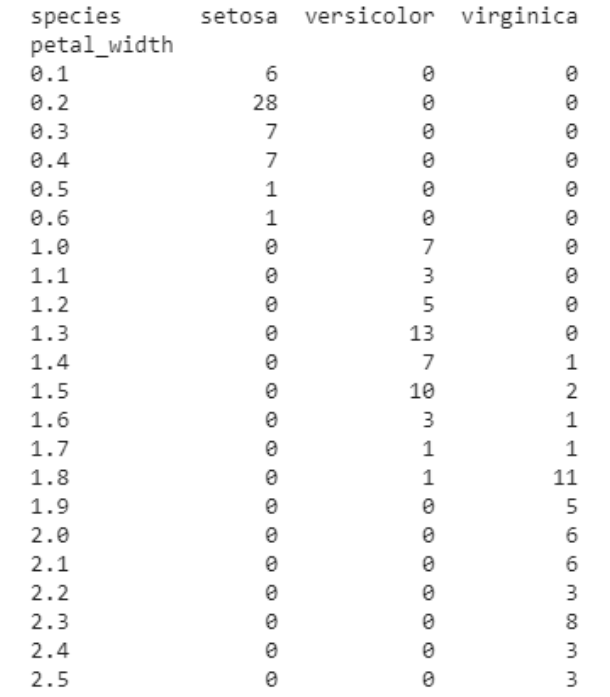 species setosa versicolor virginica
petal_width
0.1 6 0 0
0.2 28 0 0
0.3 7 0 0
0.4 7 0 0
0.5 1 0 0
0.6 1 0 0
1.0 0 7 0
1.1 0 3 0
1.2 0 5 0
1.3 0 13 0
1.4 0 7 1
1.5 0 10 2
1.6 0 3 1
1.7 0 1 1
1.8 0 1 11
1.9 0 0 5
2.0 0 0 6
2.1 0 0 6
2.2 0 0 3
2.3 0 0 8
2.4 0 0 3
2.5 0 0 3